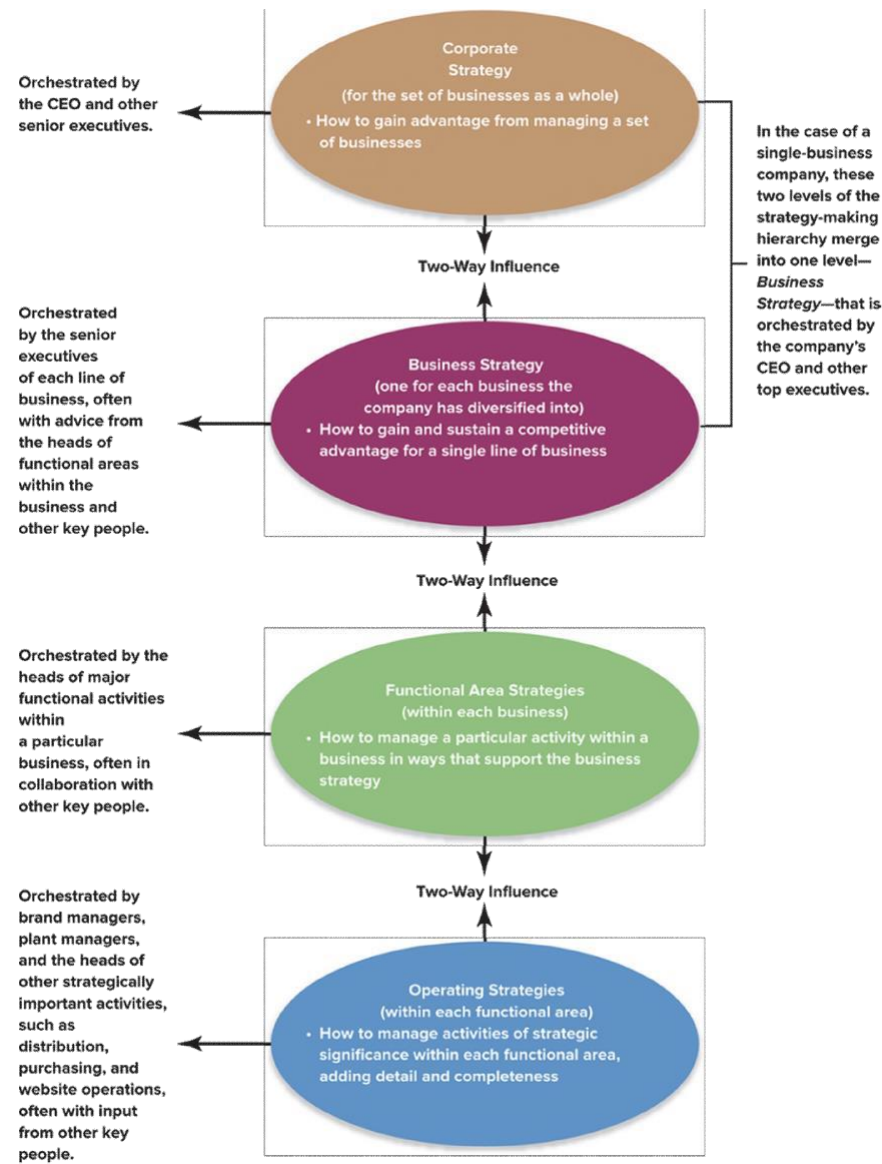 Corporate
Strategy
(for the set of businesses as a whole)
• How to gain advantage from managing a set
of businesses
Orchestrated by
the CEO and other
senior executives.
In the case of a
single-business
company, these
two levels of the
strategy-making
hierarchy merge
into one level—
Business
Strategy—that is
orchestrated by
the company's
CEO and other
top executives.
Two-Way Influence
Orchestrated
by the senior
executives
of each line of
business, often
with advice from
the heads of
functional areas
within the
business and
other key people.
Business Strategy
(one for each business the
company has diversified into)
• How to gain and sustain a competitive
advantage for a single line of business
Two-Way Influence
Orchestrated by the
heads of major
functional activities
within
a particular
business, often in
collaboration with
other key people.
Functional Area Strategies
(within each business)
• How to manage a particular activity within a
business in ways that support the business
strategy
Two-Way Influence
Orchestrated by
brand managers,
plant managers,
and the heads of
other strategically
important activities,
such as
distribution,
purchasing, and
website operations,
often with input
from other key
people.
Operating Strategies
(within each functional area)
• How to manage activities of strategic
significance within each functional area,
adding detail and completeness